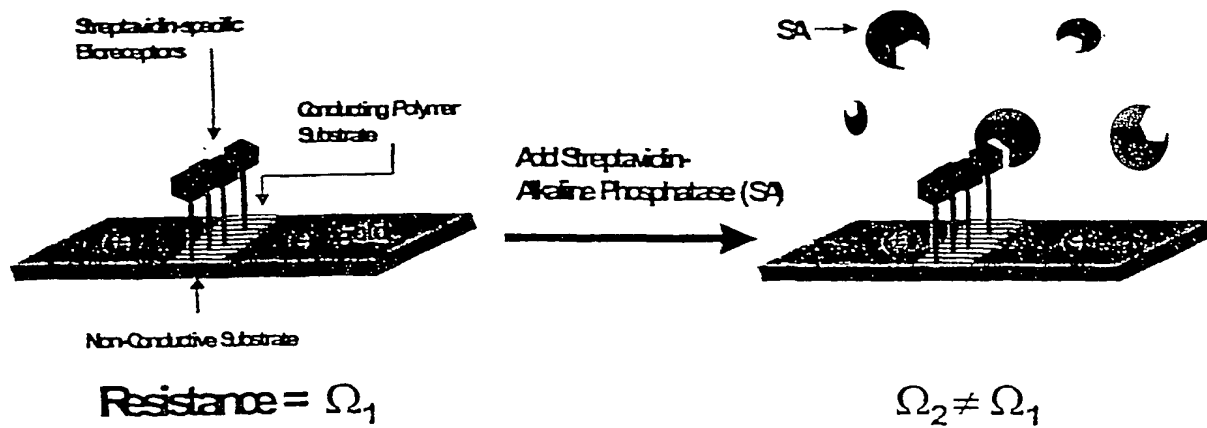 Streptavidin-specific
Bioreceptors
Conducting Polymer
Substrate
(+) (-) Gold
Non-Conductive Substrate
Resistance = Ω₁
Add Streptavidin-
Alkaline Phosphatase (SA)
SA
Ω₂ ≠ Ω₁